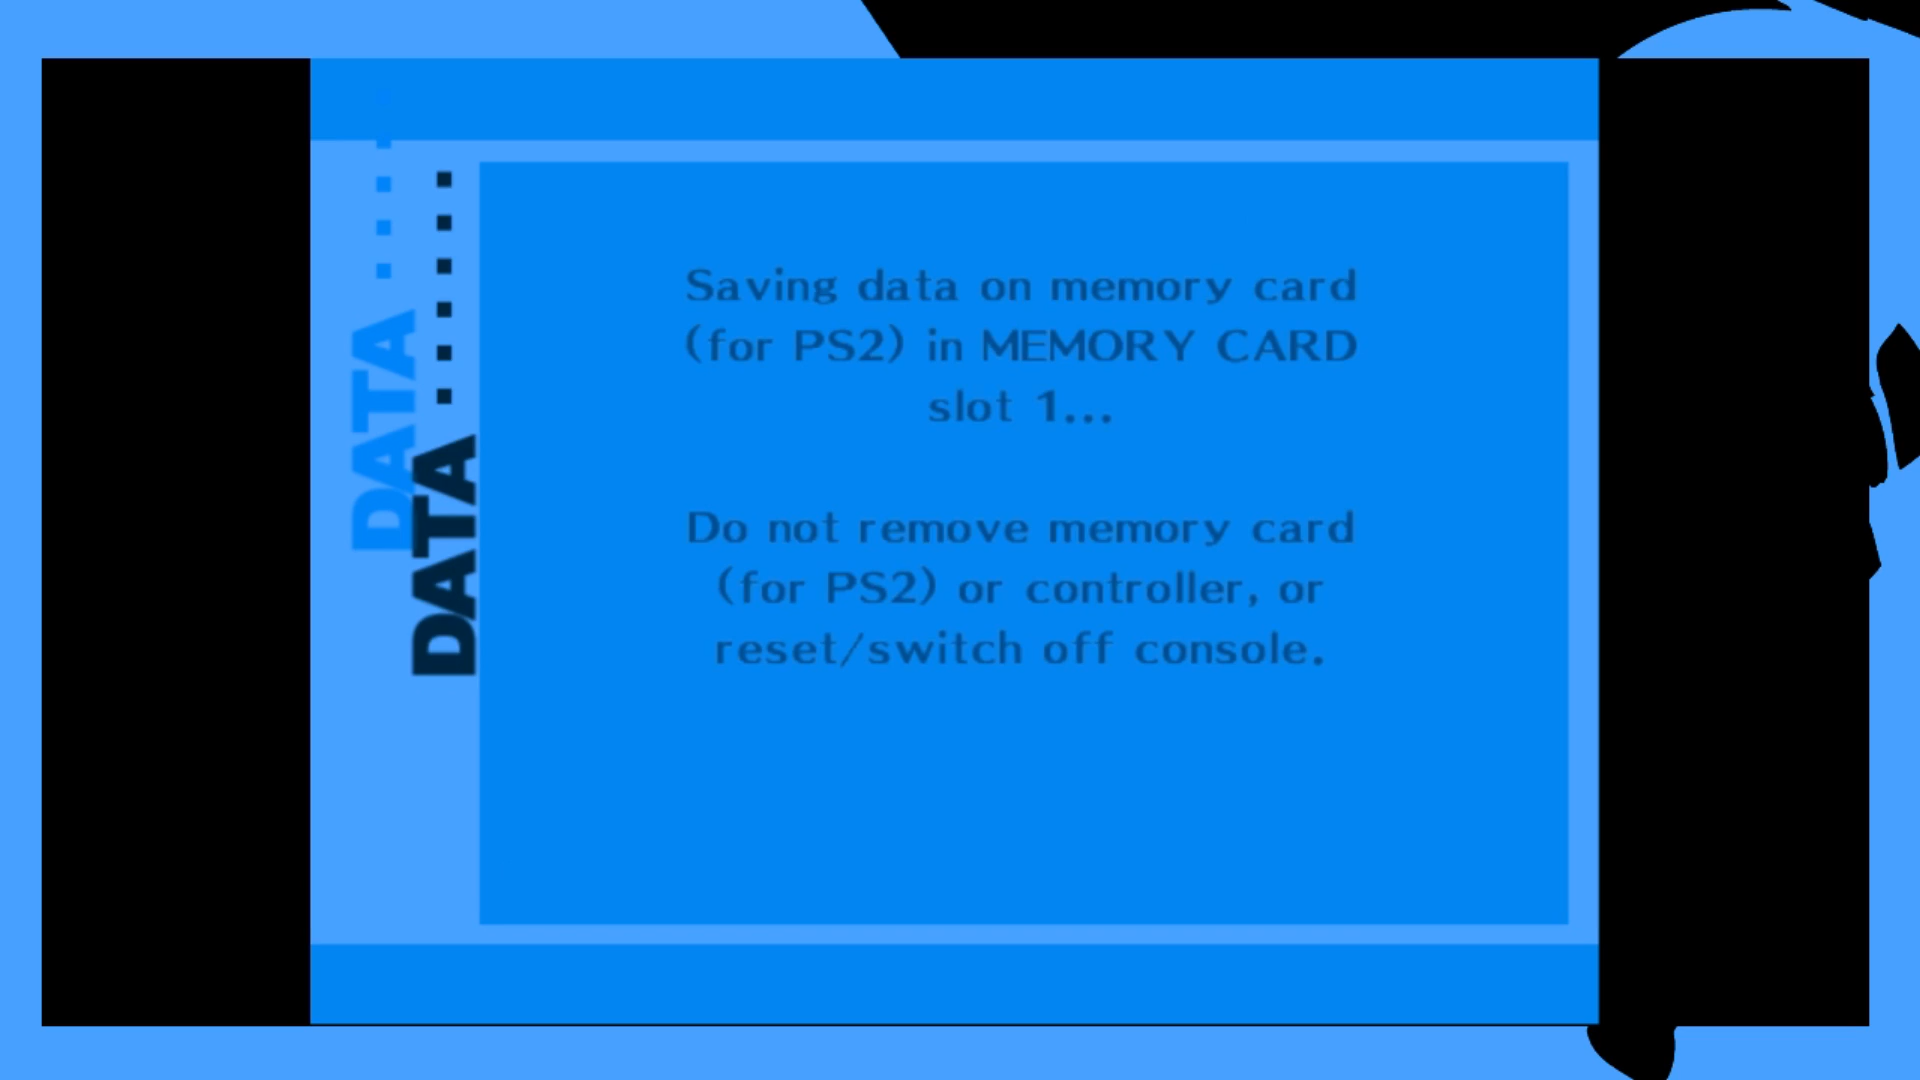 DATA......
DATA
Saving data on memory card
(for PS2) in MEMORY CARD
slot 1...
Do not remove memory card
(for PS2) or controller, or
reset/switch off console.